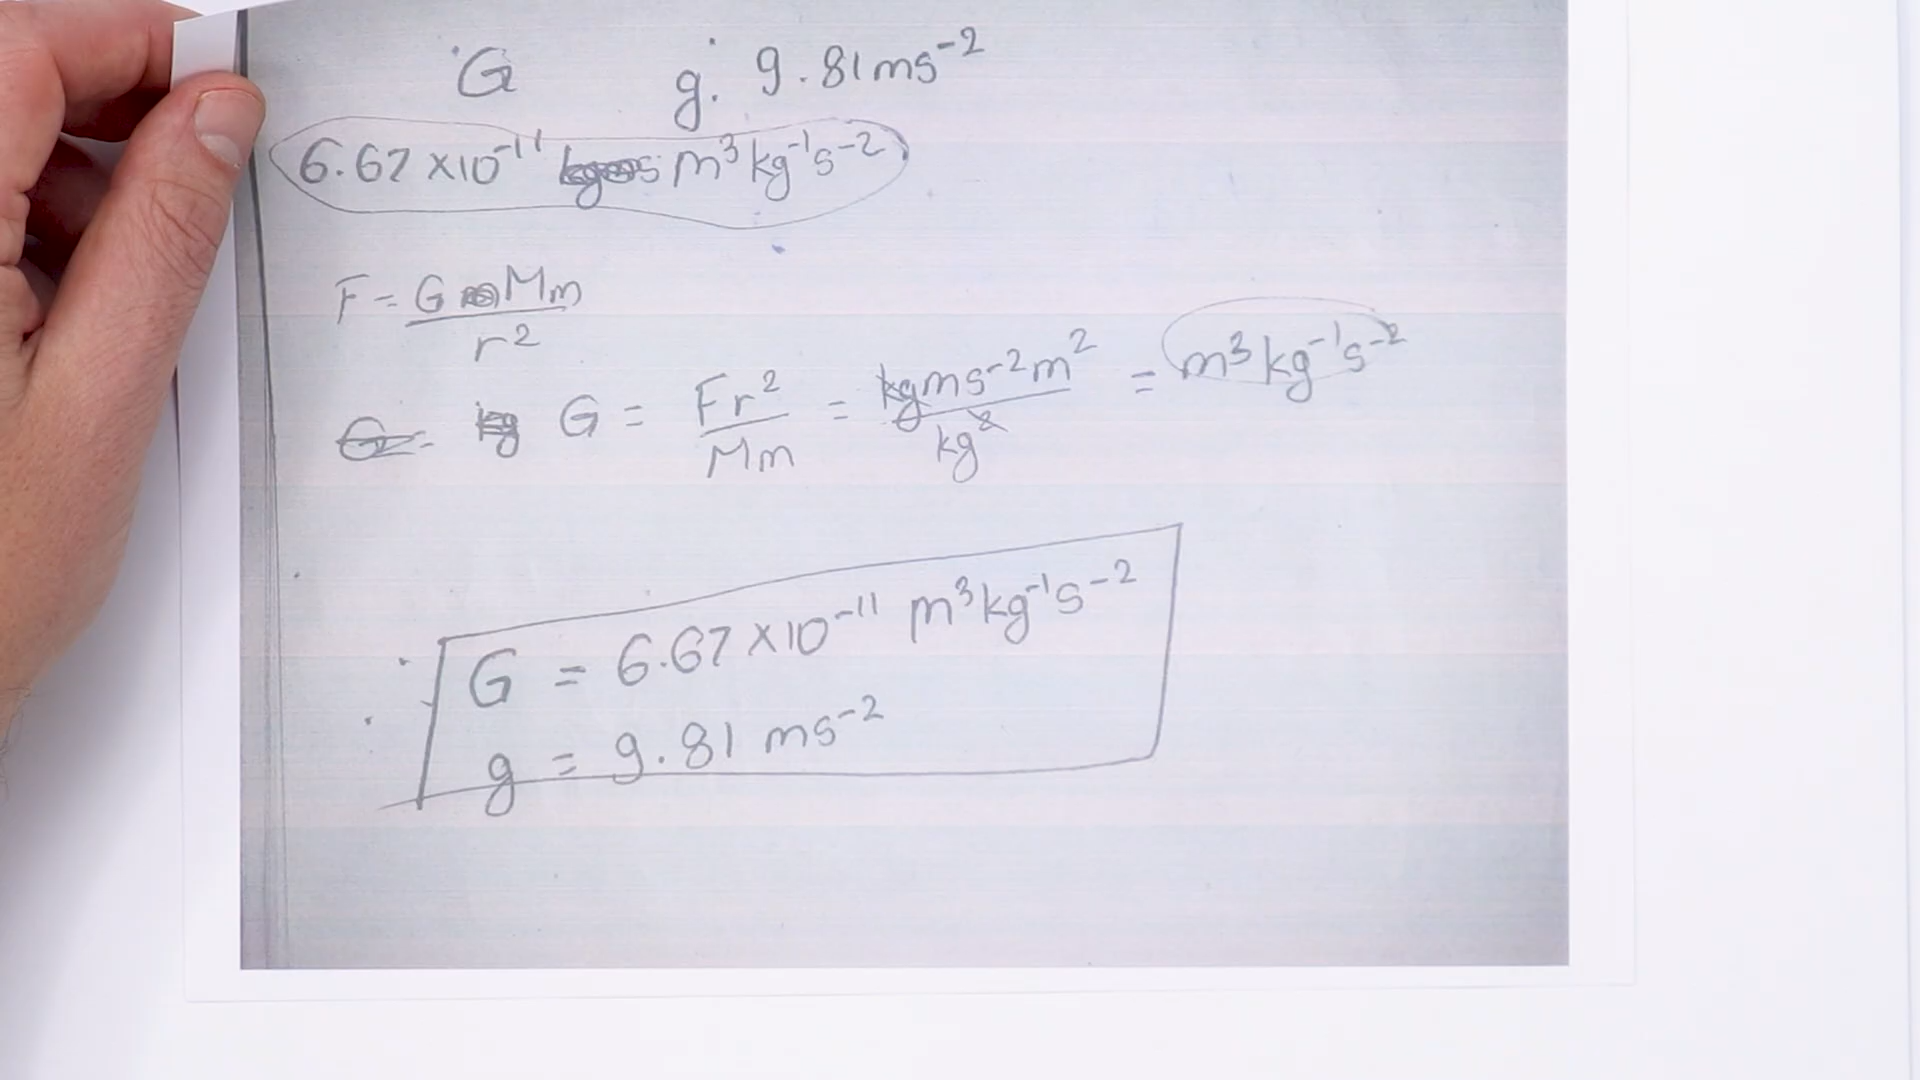 G g. 9.81ms⁻²
6.67 ×10⁻¹¹ m³kg⁻¹s⁻²
F = GMm
r²
G = Fr² = kgms⁻²m² = m³kg⁻¹s⁻²
Mm kg²
G = 6.67 ×10⁻¹¹ m³kg⁻¹s⁻²
g = 9.81 ms⁻²